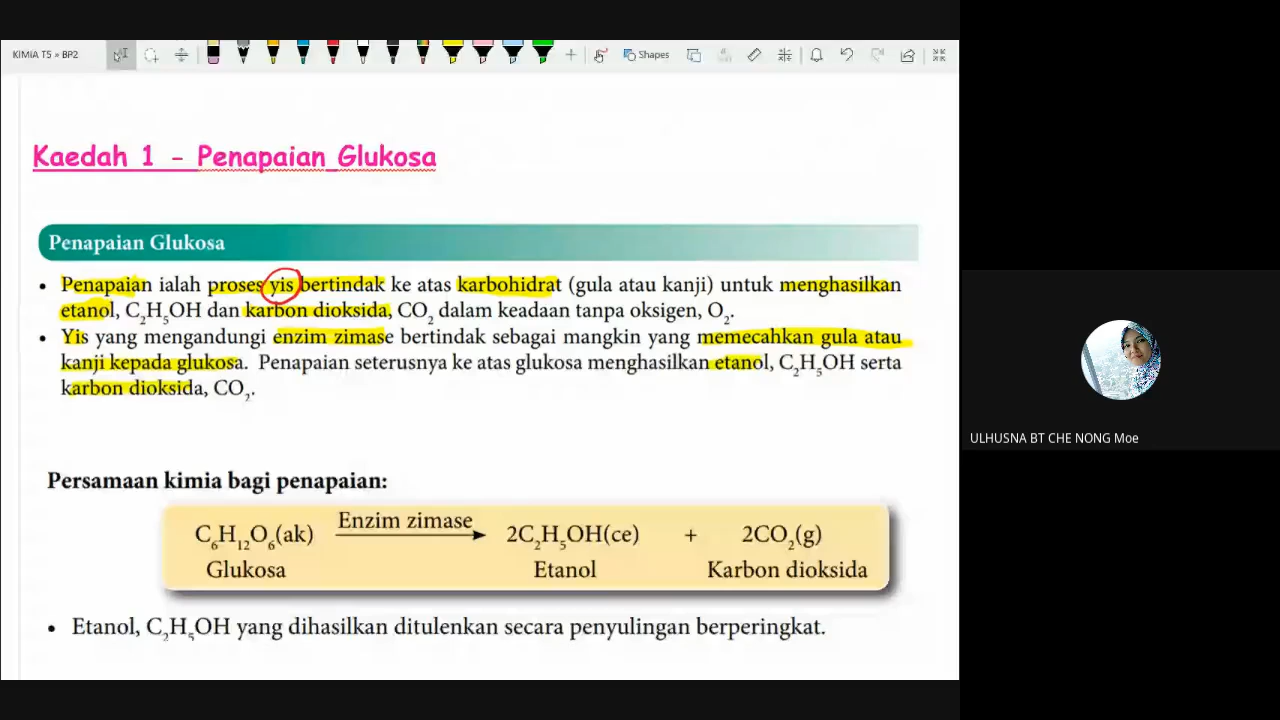 KIMIA T5 » BP2
Shapes
Kaedah 1 - Penapaian Glukosa
Penapaian Glukosa
• Penapaian ialah proses yis bertindak ke atas karbohidrat (gula atau kanji) untuk menghasilkan
etanol, C₂H₅OH dan karbon dioksida, CO₂ dalam keadaan tanpa oksigen, O₂.
• Yis yang mengandungi enzim zimase bertindak sebagai mangkin yang memecahkan gula atau
kanji kepada glukosa. Penapaian seterusnya ke atas glukosa menghasilkan etanol, C₂H₅OH serta
karbon dioksida, CO₂.
ULHUSNA BT CHE NONG Moe
Persamaan kimia bagi penapaian:
Enzim zimase
C₆H₁₂O₆(ak) → 2C₂H₅OH(ce) + 2CO₂(g)
Glukosa Etanol Karbon dioksida
• Etanol, C₂H₅OH yang dihasilkan ditulenkan secara penyulingan berperingkat.